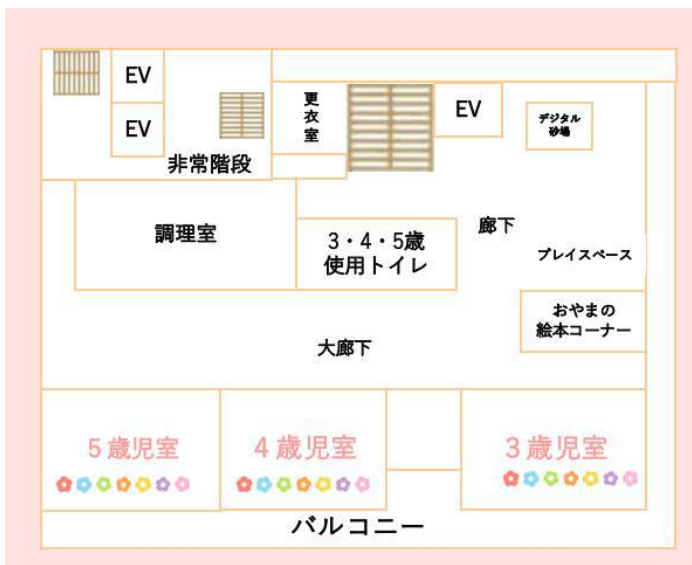 EV
EV
非常階段
更衣室
EV
デジタル
砂場
調理室
3・4・5歳
使用トイレ
廊下
プレイスペース
おやまの
絵本コーナー
大廊下
5歳児室
4歳児室
3歳児室
バルコニー